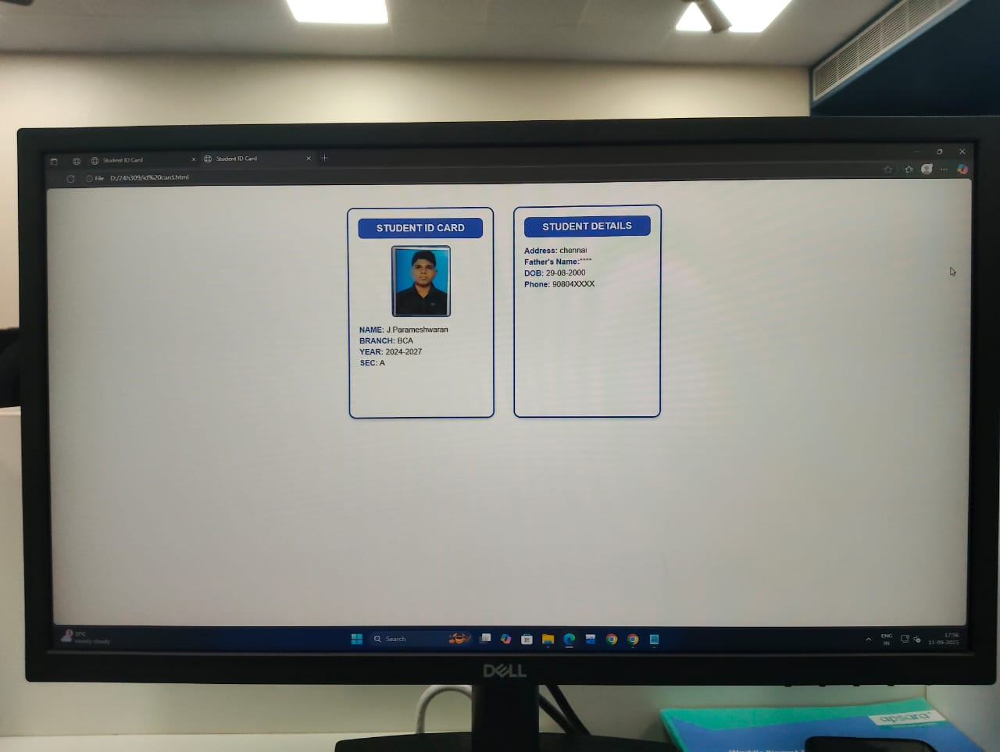 Student ID Card
Student ID Card
File D:/24h309/id%20card.html
STUDENT ID CARD
NAME: J.Parameshwaran
BRANCH: BCA
YEAR: 2024-2027
SEC: A
STUDENT DETAILS
Address: chennai
Father's Name:****
DOB: 29-08-2000
Phone: 90804XXXX
31°C
Mostly cloudy
Search
ENG
IN
17:56
11-09-2025
DELL
apsara